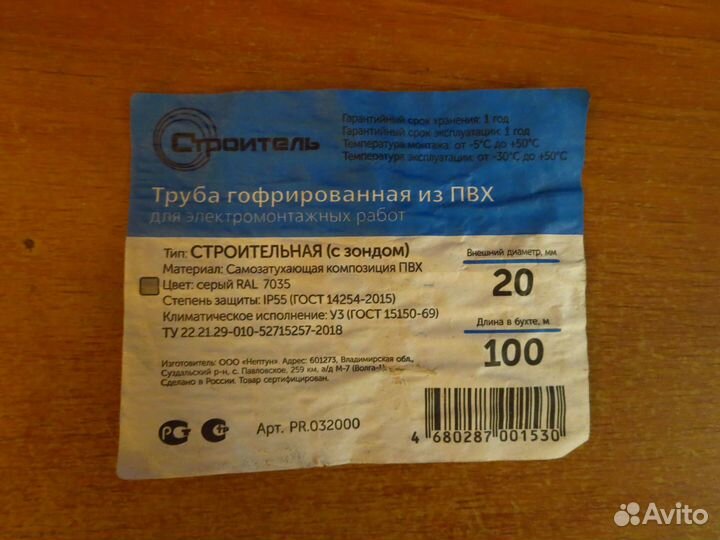 Строитель
Гарантийный срок хранения: 1 год
Гарантийный срок эксплуатации: 1 год
Температура монтажа: от -5°C до +50°C
Температура эксплуатации: от -30°C до +50°C
Труба гофрированная из ПВХ
для электромонтажных работ
Тип: СТРОИТЕЛЬНАЯ (с зондом)
Материал: Самозатухающая композиция ПВХ
Цвет: серый RAL 7035
Степень защиты: IP55 (ГОСТ 14254-2015)
Климатическое исполнение: УЗ (ГОСТ 15150-69)
ТУ 22.21.29-010-52715257-2018
Внешний диаметр, мм
20
Длина в бухте, м
100
Изготовитель: ООО «Нептун». Адрес: 601273, Владимирская обл.,
Суздальский р-н, с. Павловское, 259 км, а/д М-7 (Волга-1).
Сделано в России. Товар сертифицирован.
Арт. PR.032000
4 680287 001530
Avito